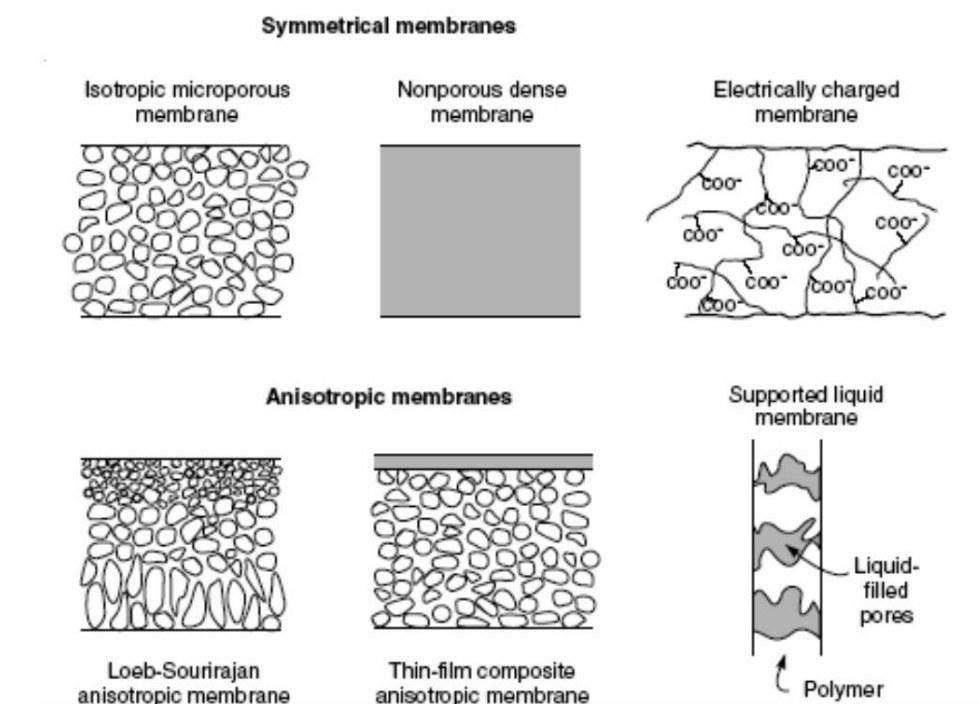 Symmetrical membranes
Isotropic microporous
membrane
Nonporous dense
membrane
Electrically charged
membrane
COO-
COO-
COO-
COO-
COO-
COO-
COO-
COO-
COO-
COO-
COO-
COO-
Anisotropic membranes
Supported liquid
membrane
Liquid-
filled
pores
Loeb-Sourirajan
anisotropic membrane
Thin-film composite
anisotropic membrane
Polymer